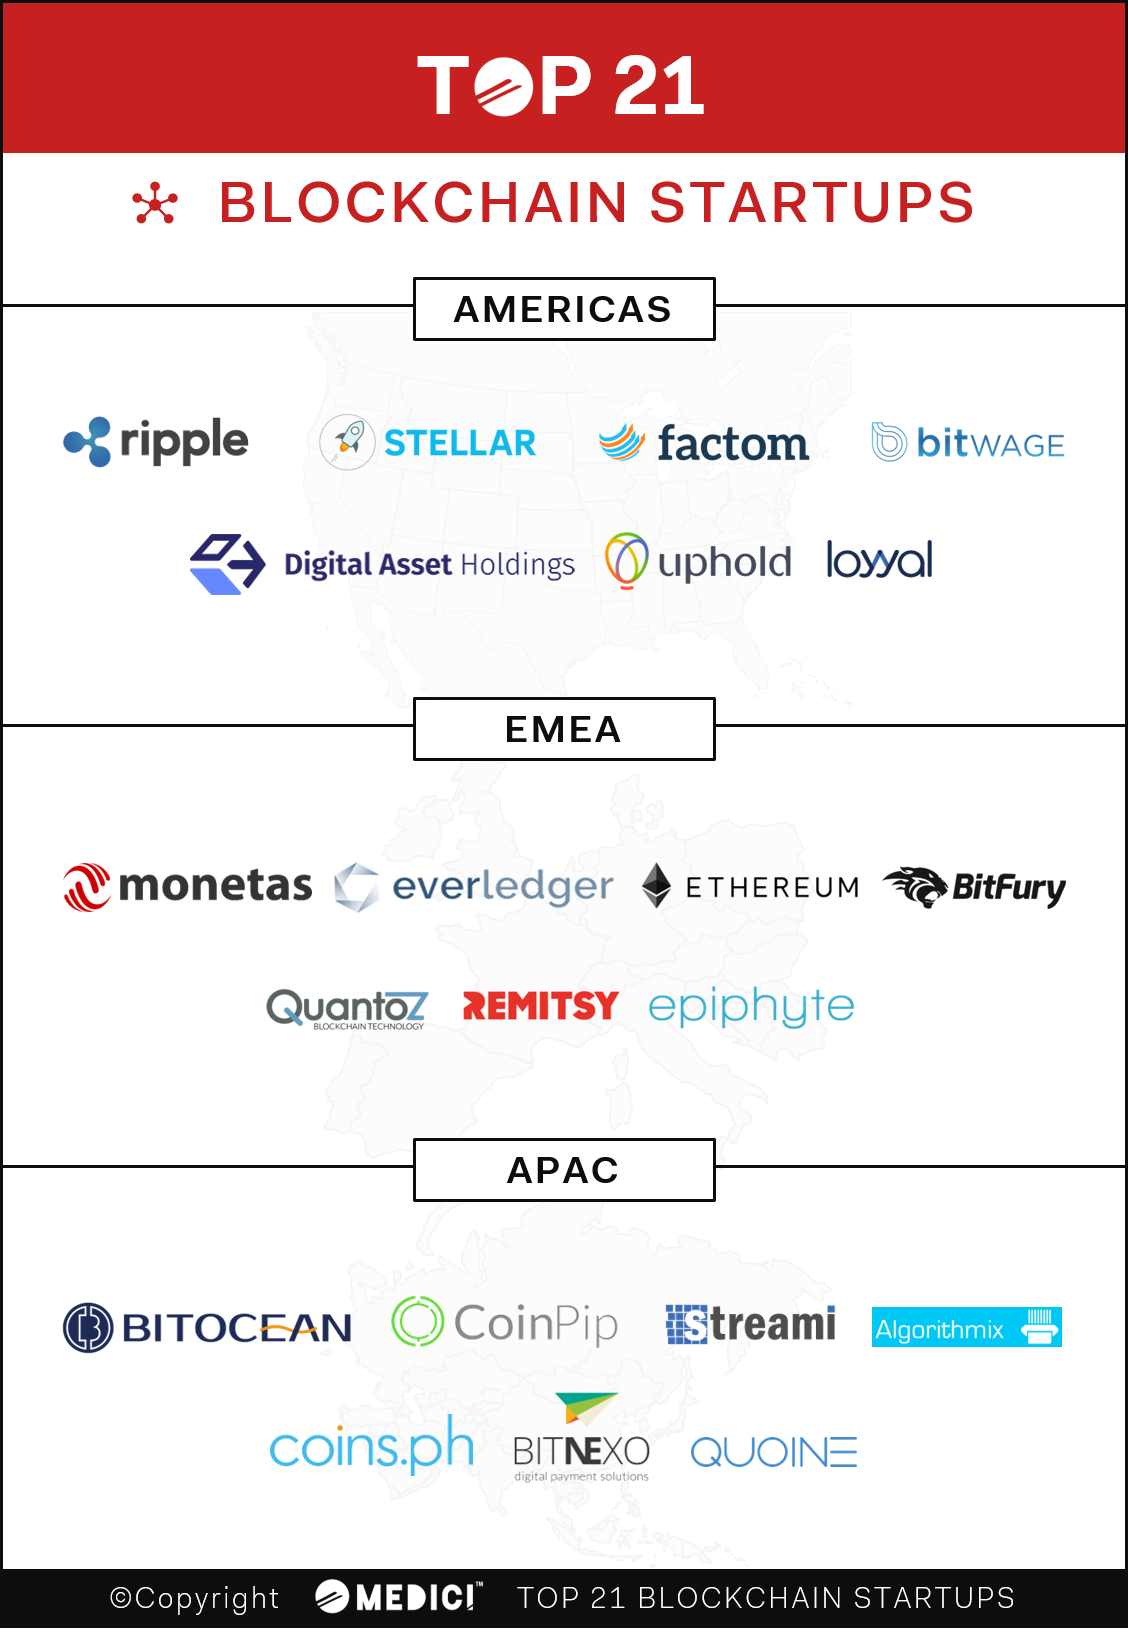 TOP 21
BLOCKCHAIN STARTUPS
AMERICAS
ripple
STELLAR
factom
bitWAGE
Digital Asset Holdings
uphold
loyyal
EMEA
monetas
everledger
ETHEREUM
BitFury
QuantoZ
BLOCKCHAIN TECHNOLOGY
REMITSY
epiphyte
APAC
BITOCEAN
CoinPip
Streami
Algorithmix
coins.ph
BITNEXO
digital payment solutions
QUOINE
©Copyright MEDICI™ TOP 21 BLOCKCHAIN STARTUPS